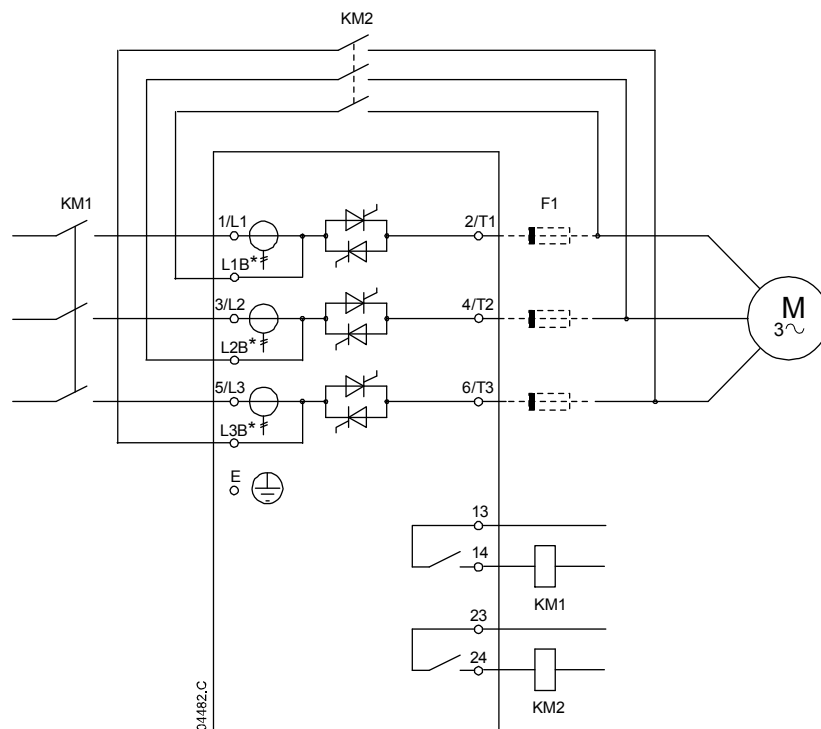 KM2
KM1
F1
1/L1
2/T1
L1B*
M
3/L2
4/T2
3~
L2B*
5/L3
6/T3
L3B*
E
13
14
KM1
23
24
KM2
04482.C